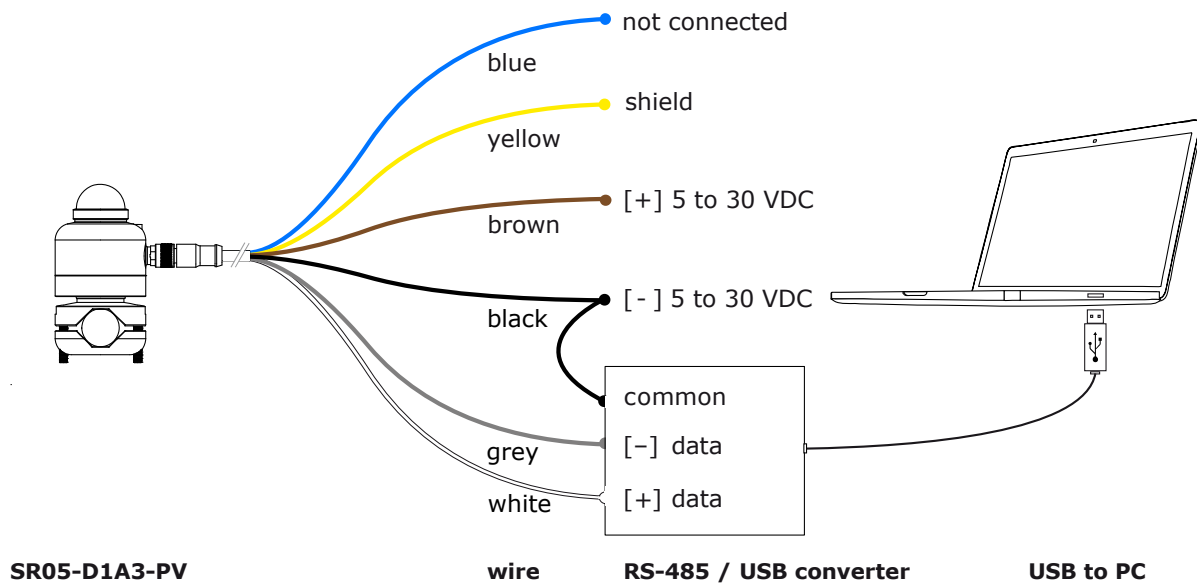 not connected
blue
shield
yellow
[+] 5 to 30 VDC
brown
[-] 5 to 30 VDC
black
common
[–] data
grey
[+] data
white
SR05-D1A3-PV
wire
RS-485 / USB converter
USB to PC